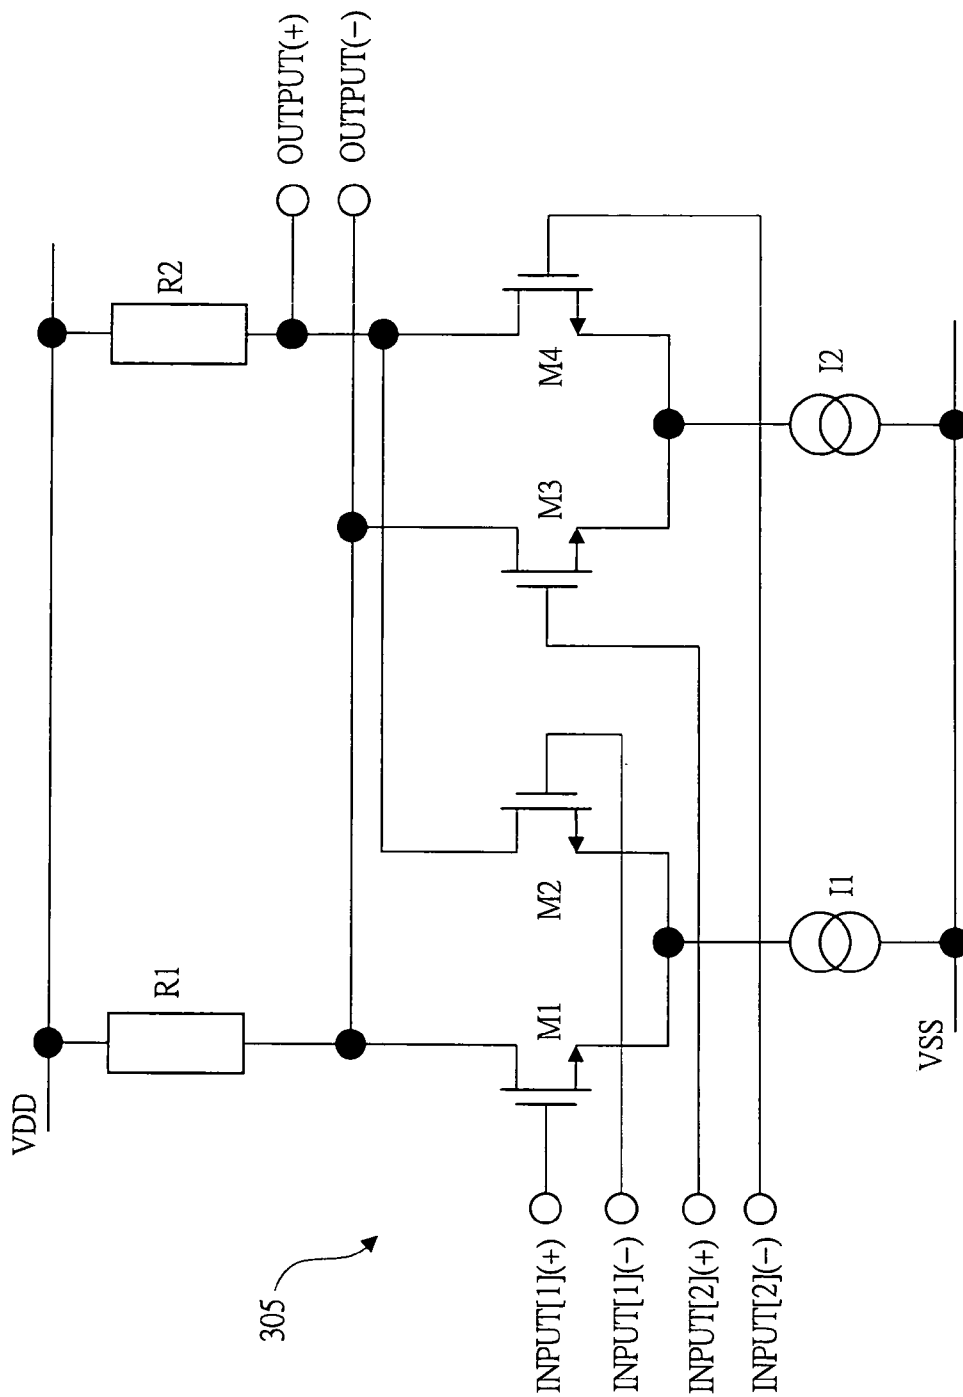 VDD
R1
R2
OUTPUT(+)
OUTPUT(−)
M1
M2
M3
M4
INPUT[1](+)
INPUT[1](−)
INPUT[2](+)
INPUT[2](−)
I1
I2
VSS
305